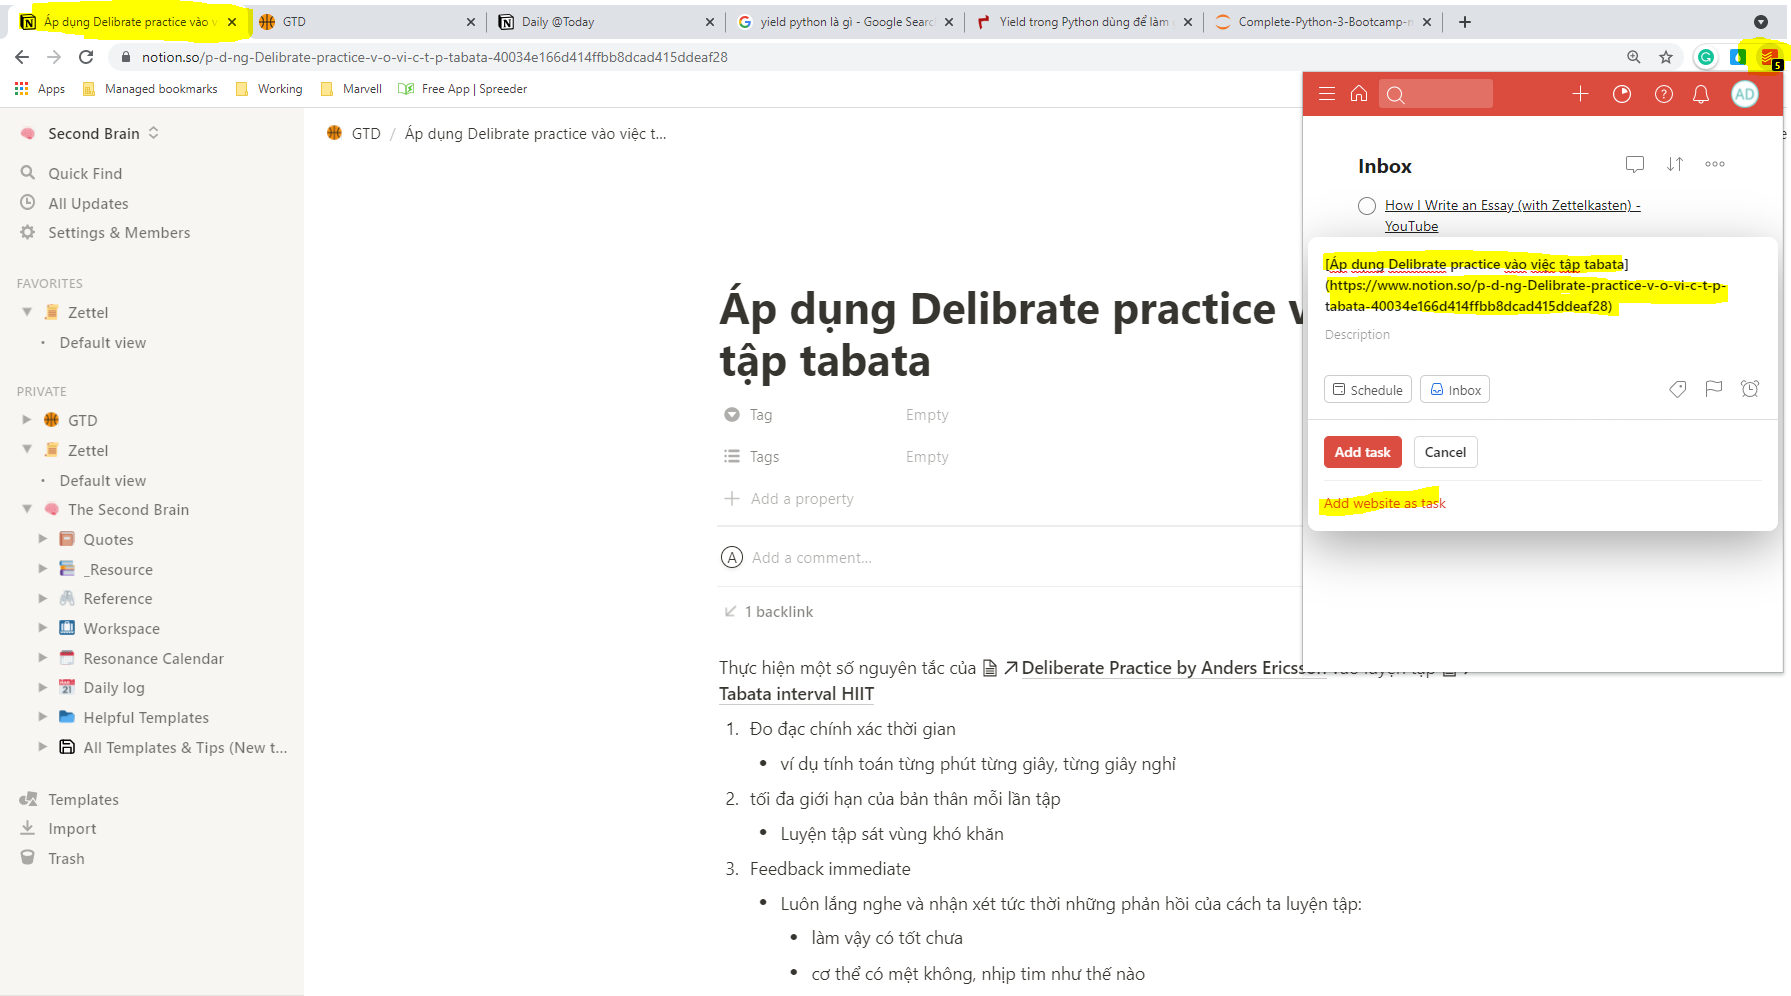 Áp dụng Delibrate practice vào v
GTD
Daily @Today
yield python là gì - Google Searc
Yield trong Python dùng để làm
Complete-Python-3-Bootcamp-m
notion.so/p-d-ng-Delibrate-practice-v-o-vi-c-t-p-tabata-40034e166d414ffbb8dcad415ddeaf28
5
Apps
Managed bookmarks
Working
Marvell
Free App | Spreeder
Second Brain
Quick Find
All Updates
Settings & Members
FAVORITES
Zettel
Default view
PRIVATE
GTD
Zettel
Default view
The Second Brain
Quotes
_Resource
Reference
Workspace
Resonance Calendar
Daily log
Helpful Templates
All Templates & Tips (New t...
Templates
Import
Trash
GTD / Áp dụng Delibrate practice vào việc t...
Áp dụng Delibrate practice v
tập tabata
Tag Empty
Tags Empty
Add a property
A Add a comment...
1 backlink
Thực hiện một số nguyên tắc của Deliberate Practice by Anders Ericsson vào luyện tập
Tabata interval HIIT
1. Đo đạc chính xác thời gian
• ví dụ tính toán từng phút từng giây, từng giây nghỉ
2. tối đa giới hạn của bản thân mỗi lần tập
• Luyện tập sát vùng khó khăn
3. Feedback immediate
• Luôn lắng nghe và nhận xét tức thời những phản hồi của cách ta luyện tập:
• làm vậy có tốt chưa
• cơ thể có mệt không, nhịp tim như thế nào
AD
Inbox
How I Write an Essay (with Zettelkasten) -
YouTube
[Áp dụng Delibrate practice vào việc tập tabata]
(https://www.notion.so/p-d-ng-Delibrate-practice-v-o-vi-c-t-p-
tabata-40034e166d414ffbb8dcad415ddeaf28)
Description
Schedule
Inbox
Add task
Cancel
Add website as task